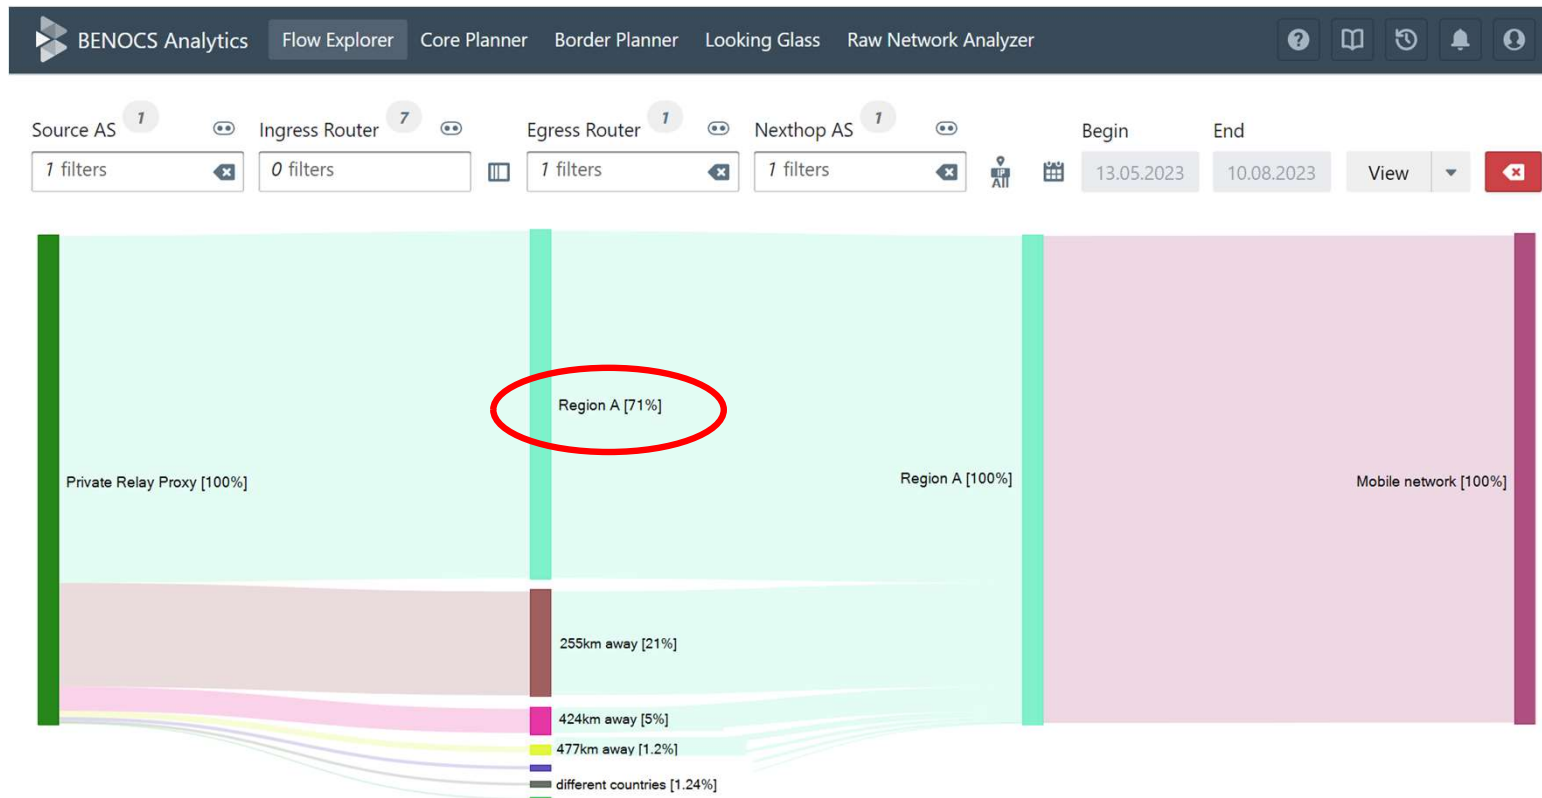 BENOCS Analytics Flow Explorer Core Planner Border Planner Looking Glass Raw Network Analyzer
Source AS 1 Ingress Router 7 Egress Router 1 Nexthop AS 1 Begin End
1 filters 0 filters 1 filters 1 filters IP All 13.05.2023 10.08.2023 View
Region A [71%]
Private Relay Proxy [100%]
Region A [100%]
Mobile network [100%]
255km away [21%]
424km away [5%]
477km away [1.2%]
different countries [1.24%]